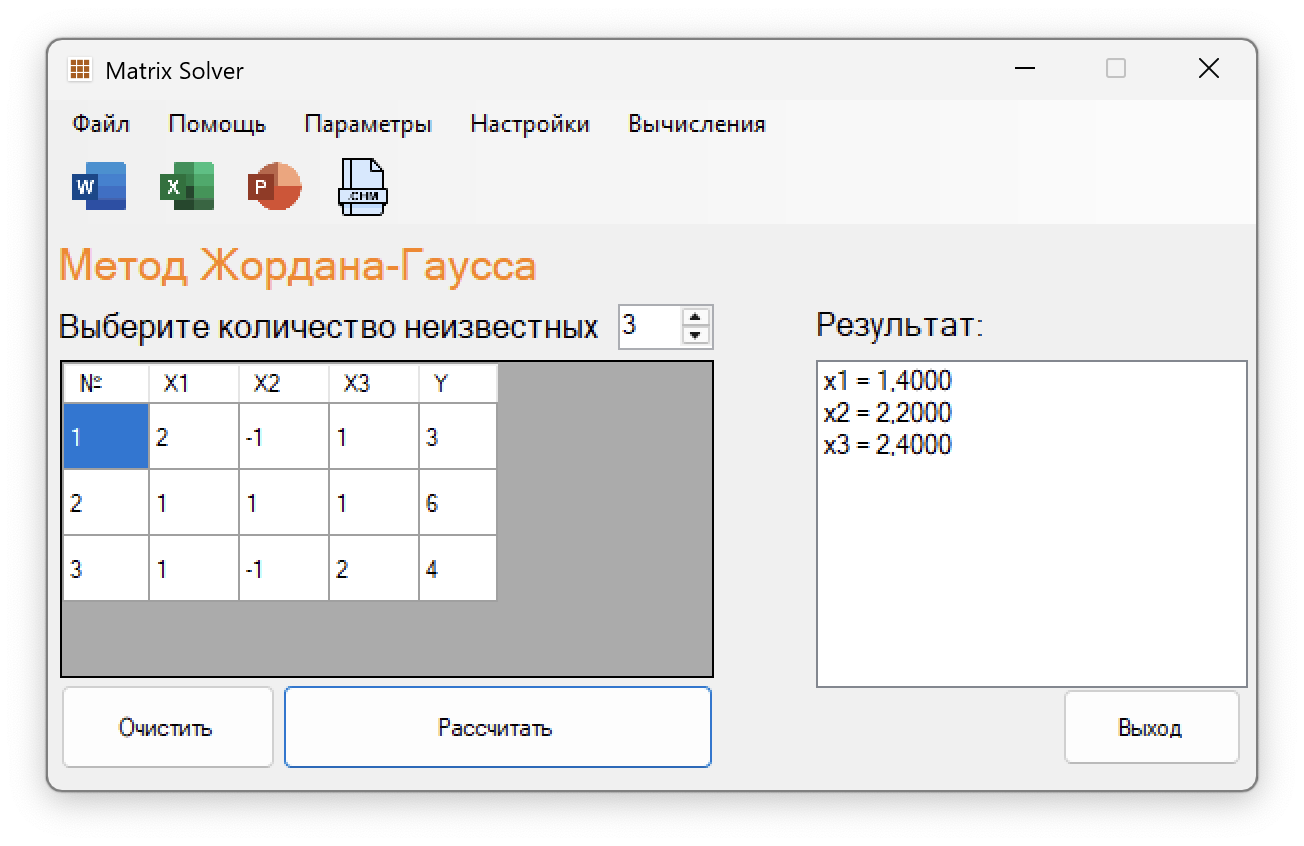 Matrix Solver
Файл Помощь Параметры Настройки Вычисления
W X P .CHM
Метод Жордана-Гаусса
Выберите количество неизвестных 3
Результат:
№ X1 X2 X3 Y
1 2 -1 1 3
2 1 1 1 6
3 1 -1 2 4
x1 = 1,4000
x2 = 2,2000
x3 = 2,4000
Очистить Рассчитать Выход